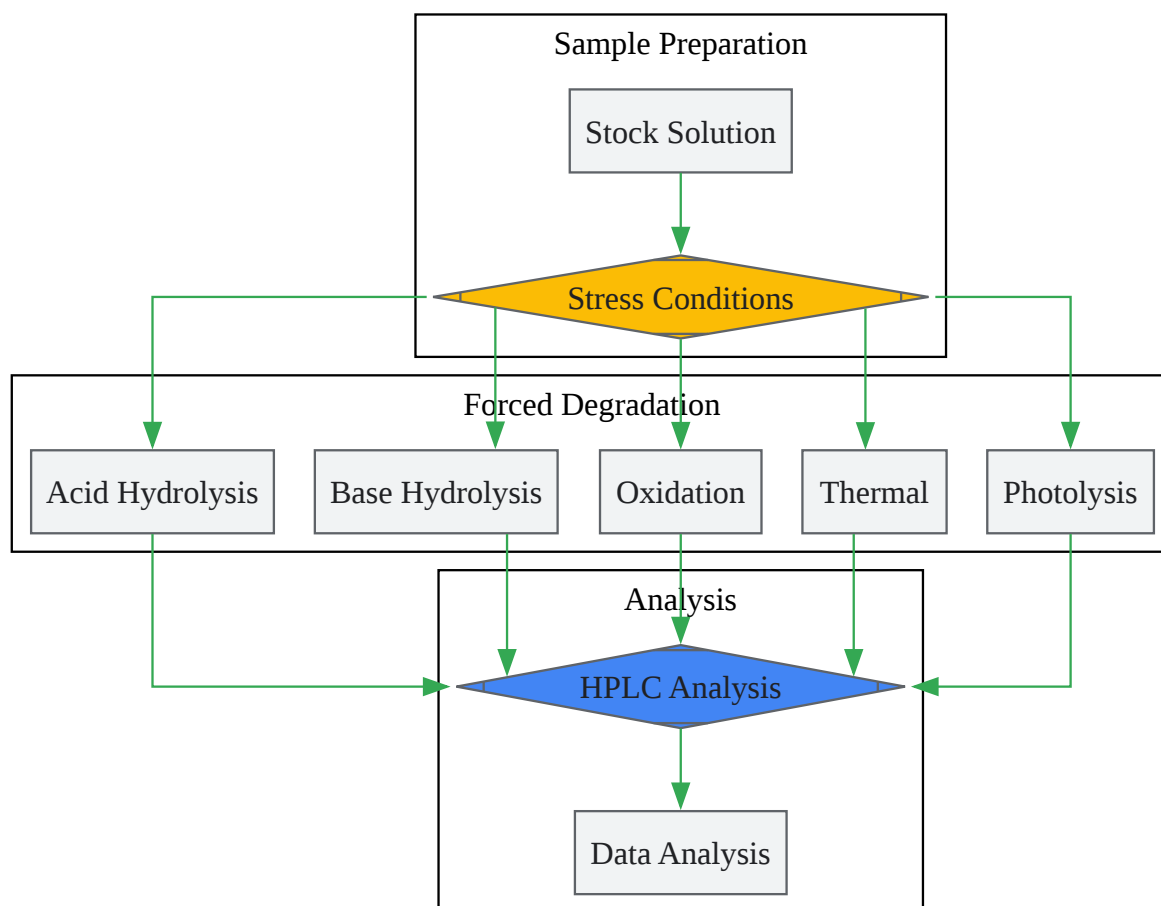 Sample Preparation
Stock Solution
Stress Conditions
Forced Degradation
Acid Hydrolysis
Base Hydrolysis
Oxidation
Thermal
Photolysis
Analysis
HPLC Analysis
Data Analysis